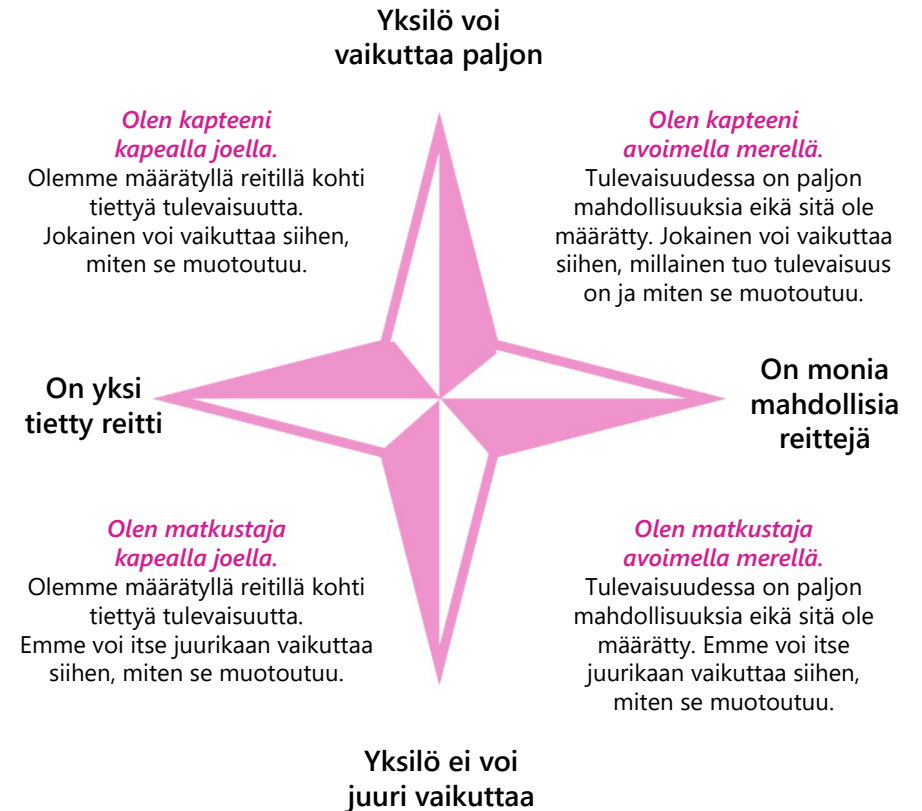 Yksilö voi
vaikuttaa paljon
Olen kapteeni
kapealla joella.
Olemme määrätyllä reitillä kohti
tiettyä tulevaisuutta.
Jokainen voi vaikuttaa siihen,
miten se muotoutuu.
Olen kapteeni
avoimella merellä.
Tulevaisuudessa on paljon
mahdollisuuksia eikä sitä ole
määrätty. Jokainen voi vaikuttaa
siihen, millainen tuo tulevaisuus
on ja miten se muotoutuu.
On yksi
tietty reitti
On monia
mahdollisia
reittejä
Olen matkustaja
kapealla joella.
Olemme määrätyllä reitillä kohti
tiettyä tulevaisuutta.
Emme voi itse juurikaan vaikuttaa
siihen, miten se muotoutuu.
Olen matkustaja
avoimella merellä.
Tulevaisuudessa on paljon
mahdollisuuksia eikä sitä ole
määrätty. Emme voi itse
juurikaan vaikuttaa siihen,
miten se muotoutuu.
Yksilö ei voi
juuri vaikuttaa